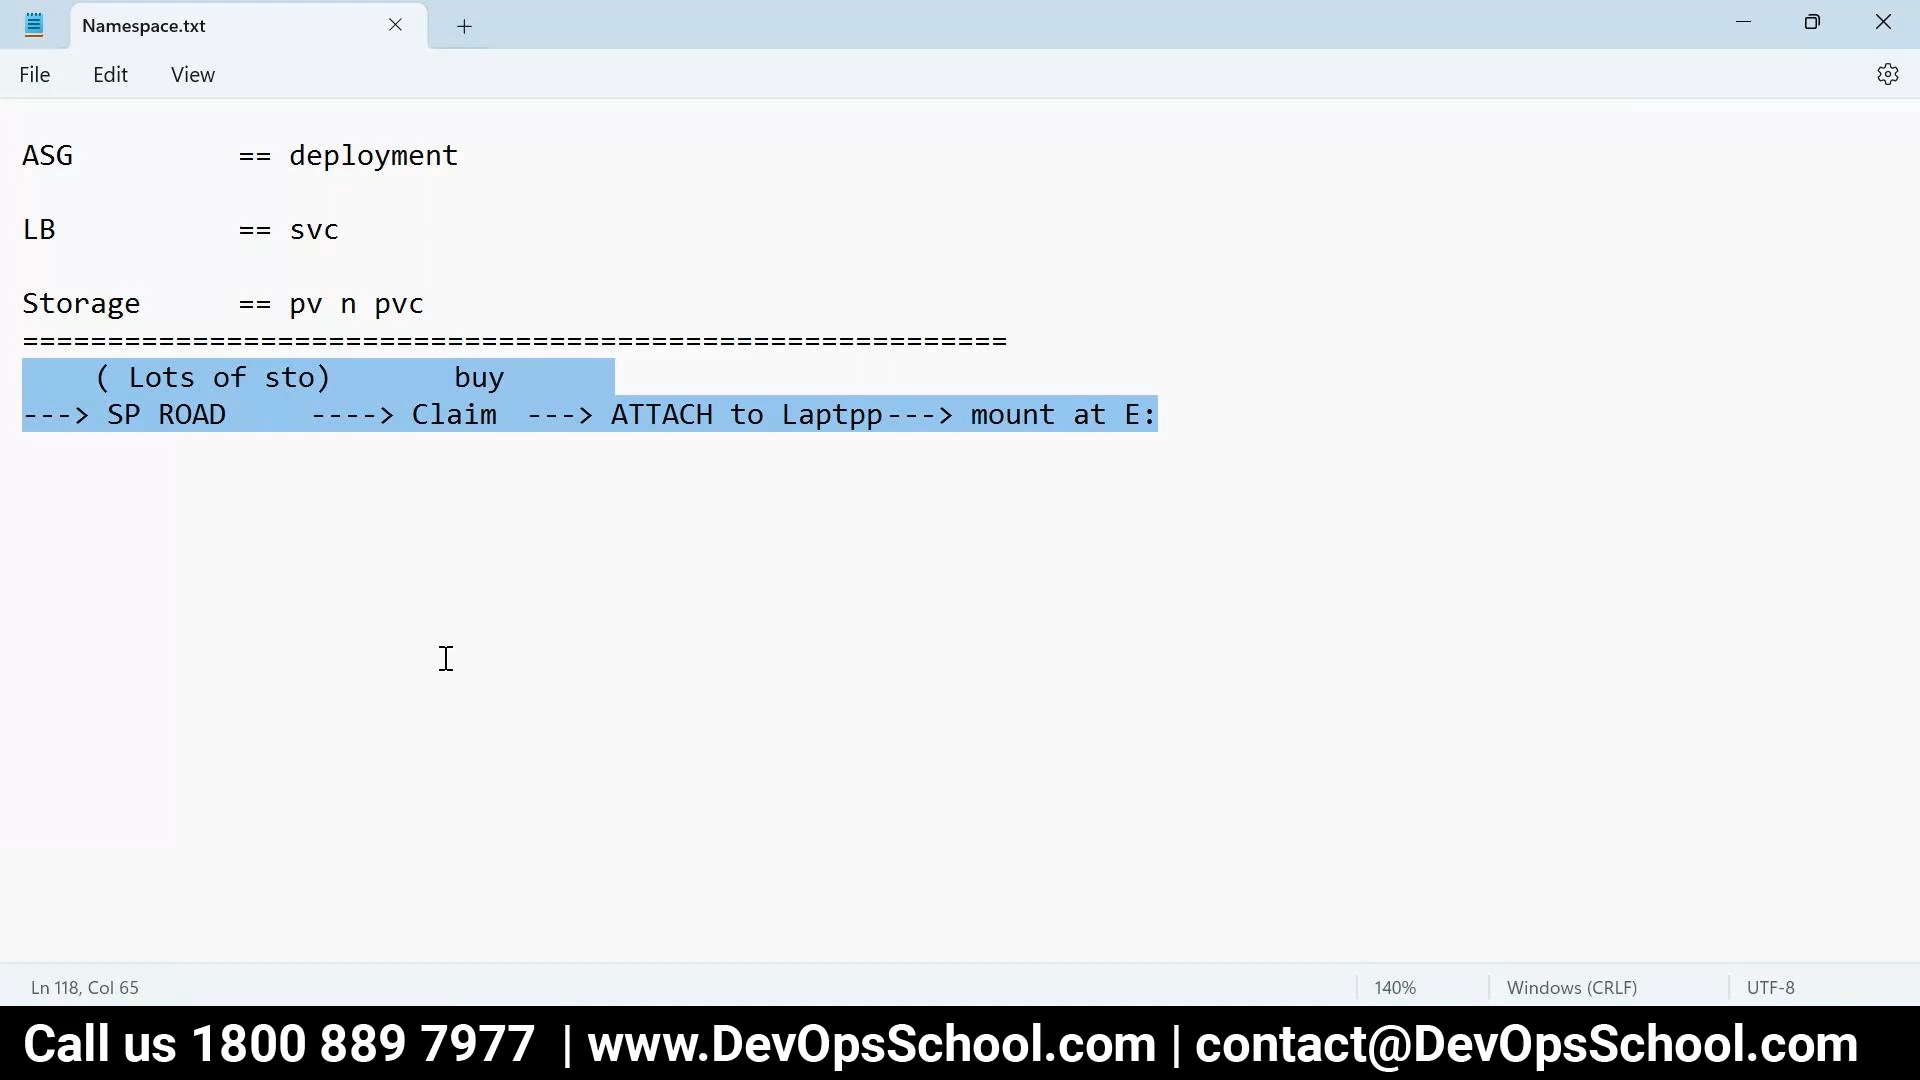 Namespace.txt
File Edit View
ASG == deployment
LB == svc
Storage == pv n pvc
==========================================================
( Lots of sto) buy
---> SP ROAD ----> Claim ---> ATTACH to Laptpp---> mount at E:
Ln 118, Col 65 140% Windows (CRLF) UTF-8
Call us 1800 889 7977 | www.DevOpsSchool.com | contact@DevOpsSchool.com